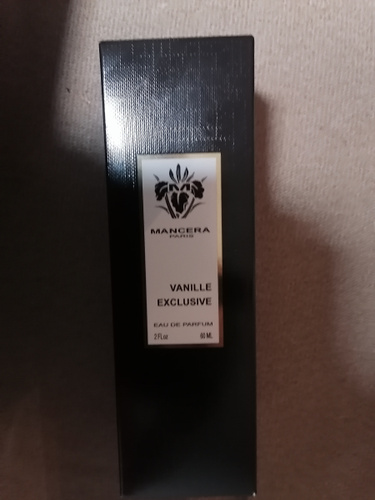 MANCERA
PARIS
VANILLE
EXCLUSIVE
EAU DE PARFUM
2 FL.oz 60 ML